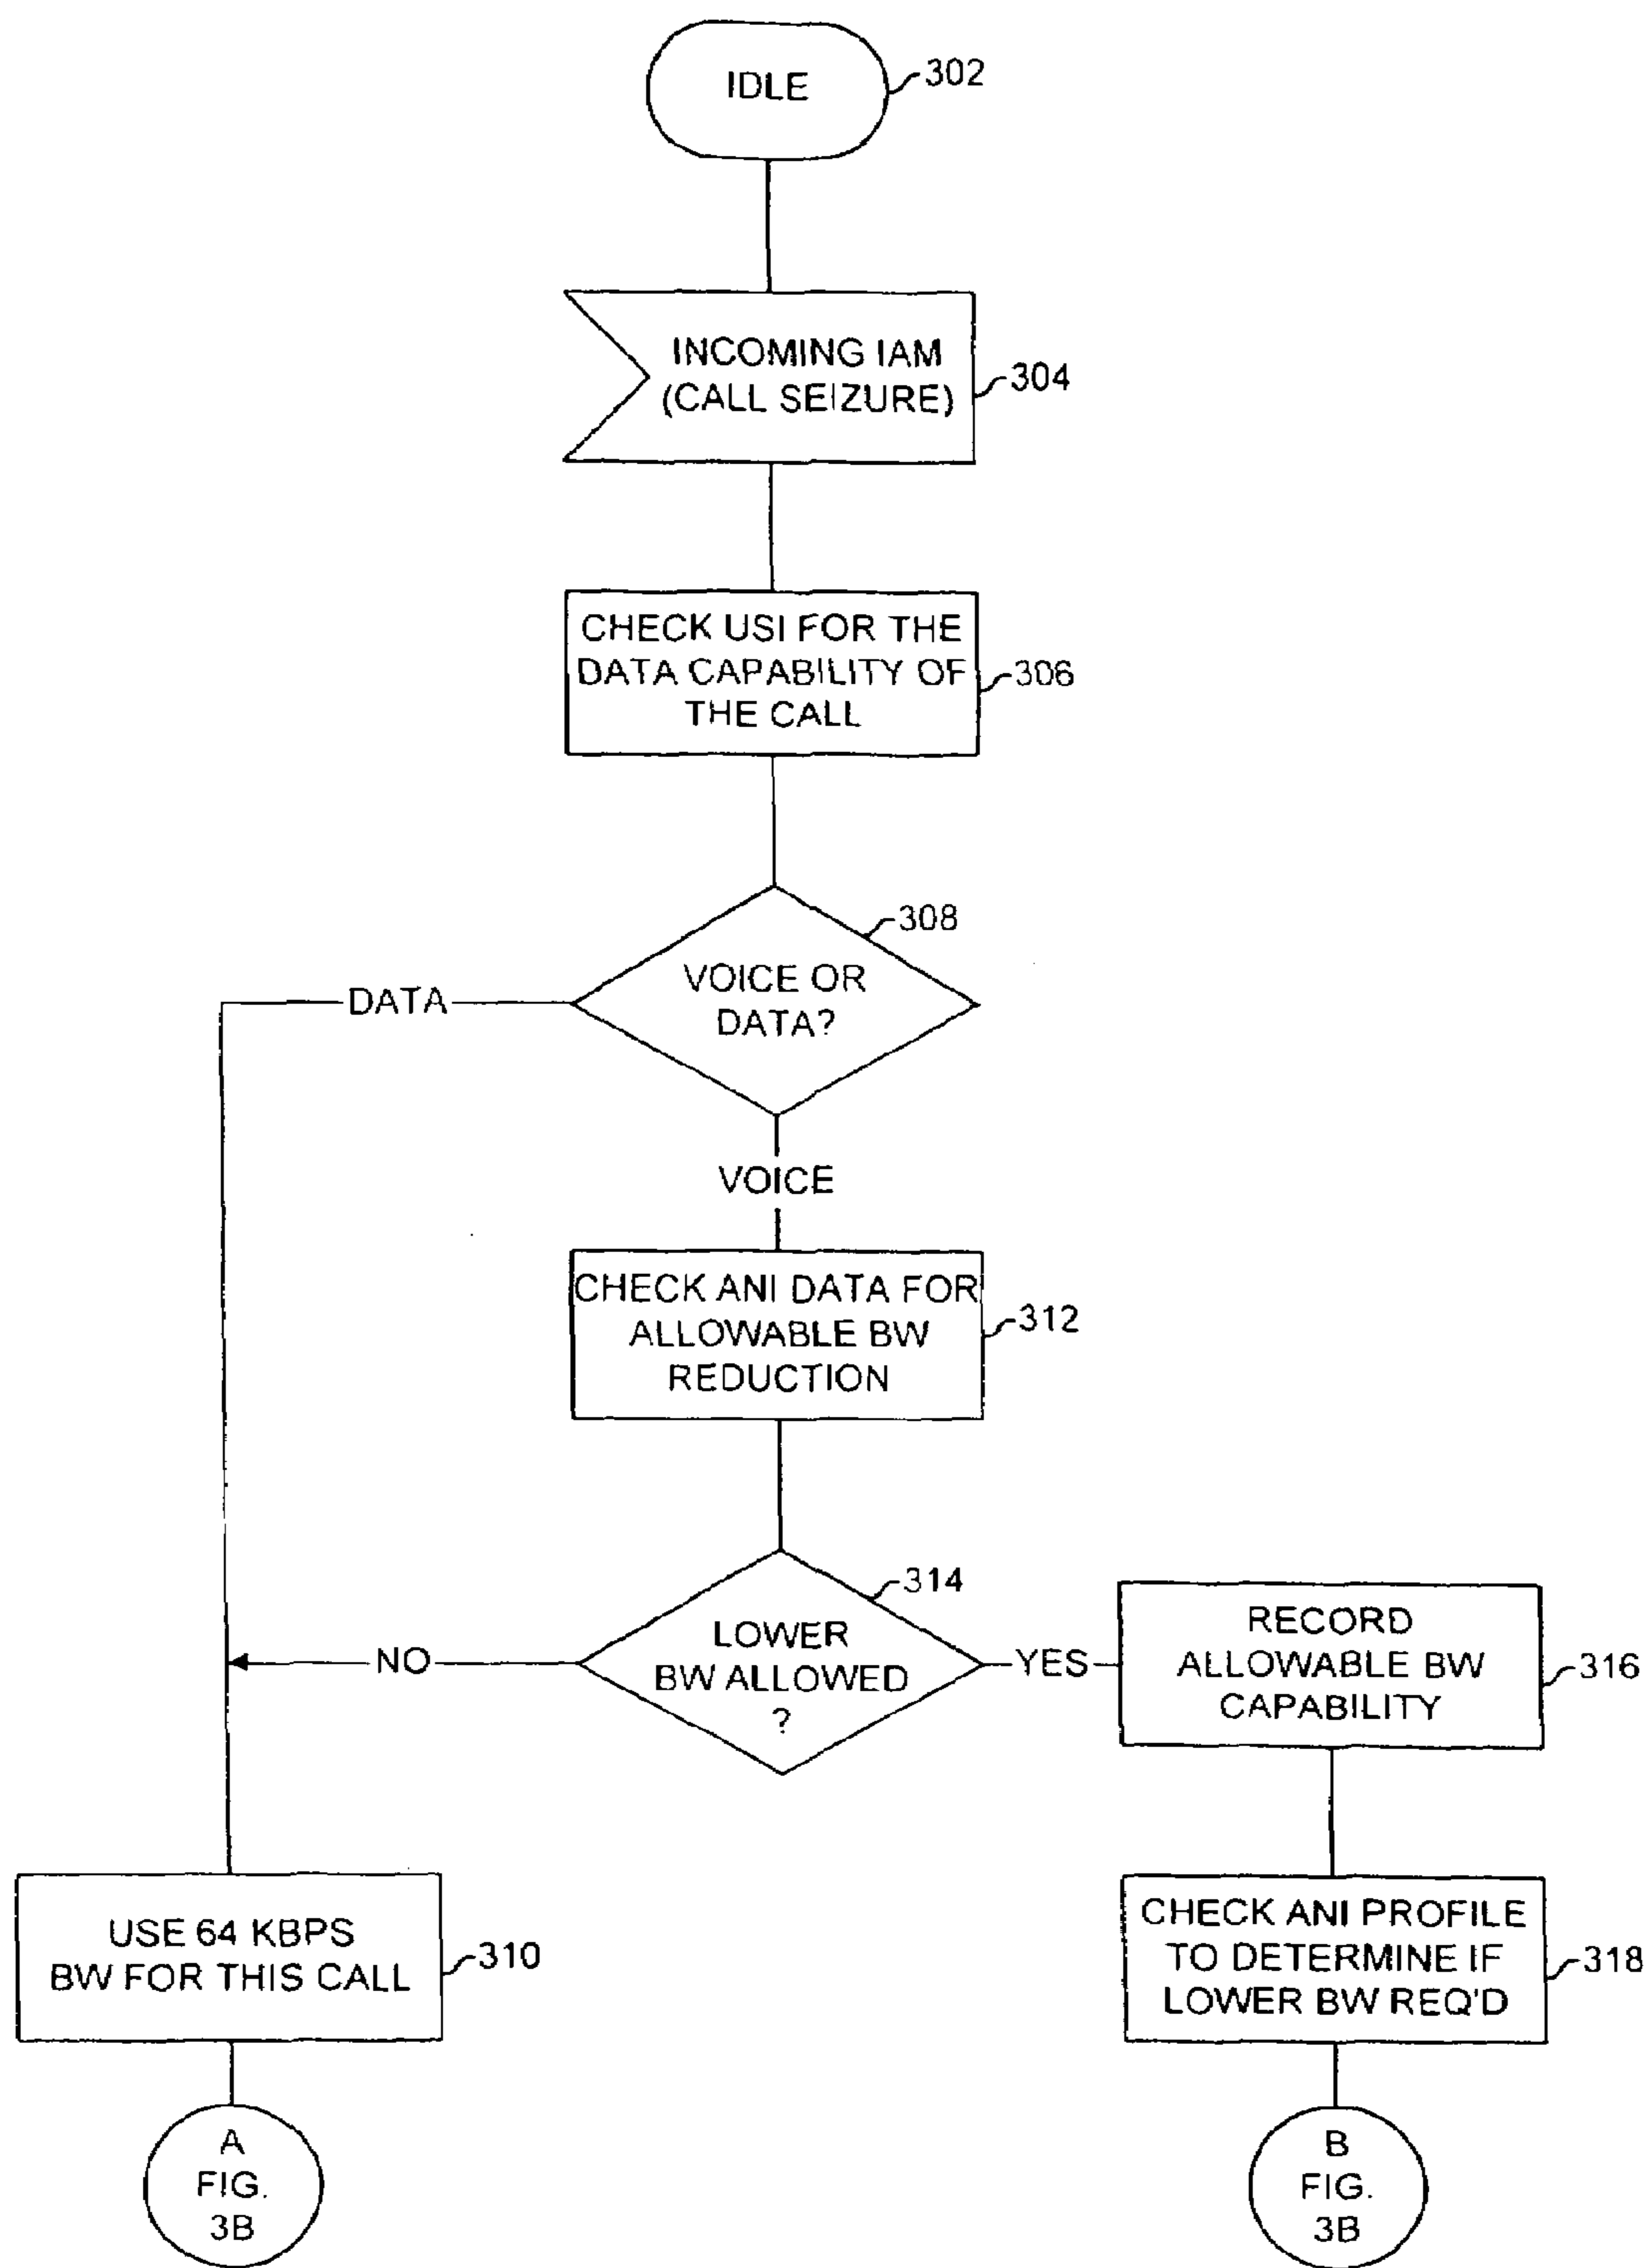 IDLE
302
INCOMING IAM
(CALL SEIZURE)
304
CHECK USI FOR THE
DATA CAPABILITY OF
THE CALL
306
308
VOICE OR
DATA?
DATA
VOICE
CHECK ANI DATA FOR
ALLOWABLE BW
REDUCTION
312
314
LOWER
BW ALLOWED
?
NO
YES
RECORD
ALLOWABLE BW
CAPABILITY
316
USE 64 KBPS
BW FOR THIS CALL
310
CHECK ANI PROFILE
TO DETERMINE IF
LOWER BW REQ'D
318
A
FIG.
3B
B
FIG.
3B